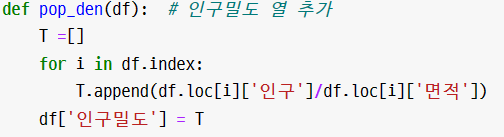 def pop_den(df):  # 인구밀도 열 추가
    T =[]
    for i in df.index:
        T.append(df.loc[i]['인구']/df.loc[i]['면적'])
    df['인구밀도'] = T